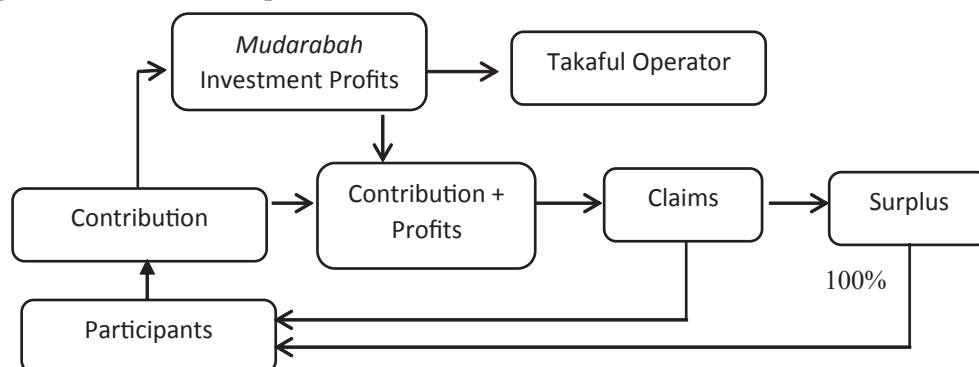 Mudarabah
Investment Profits
Takaful Operator
Contribution
Contribution +
Profits
Claims
Surplus
100%
Participants